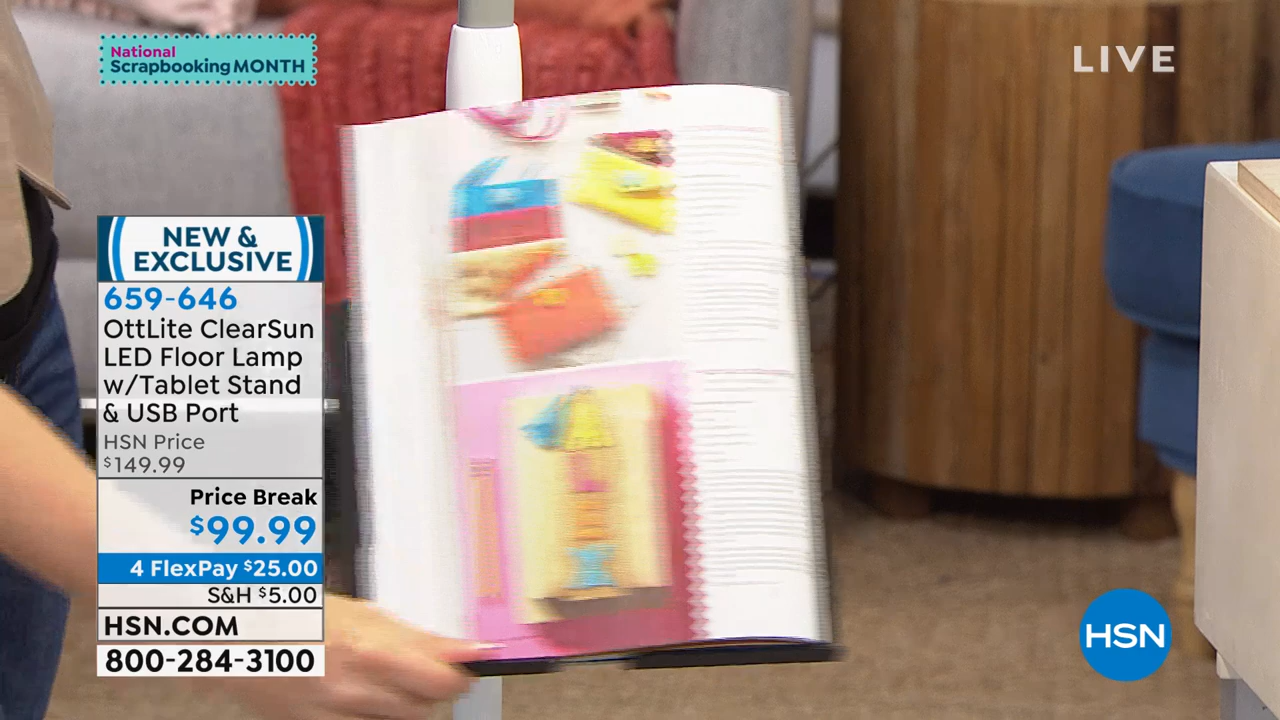 National
Scrapbooking MONTH
LIVE
NEW &
EXCLUSIVE
659-646
OttLite ClearSun
LED Floor Lamp
w/Tablet Stand
& USB Port
HSN Price
$149.99
Price Break
$99.99
4 FlexPay $25.00
S&H $5.00
HSN.COM
800-284-3100
HSN